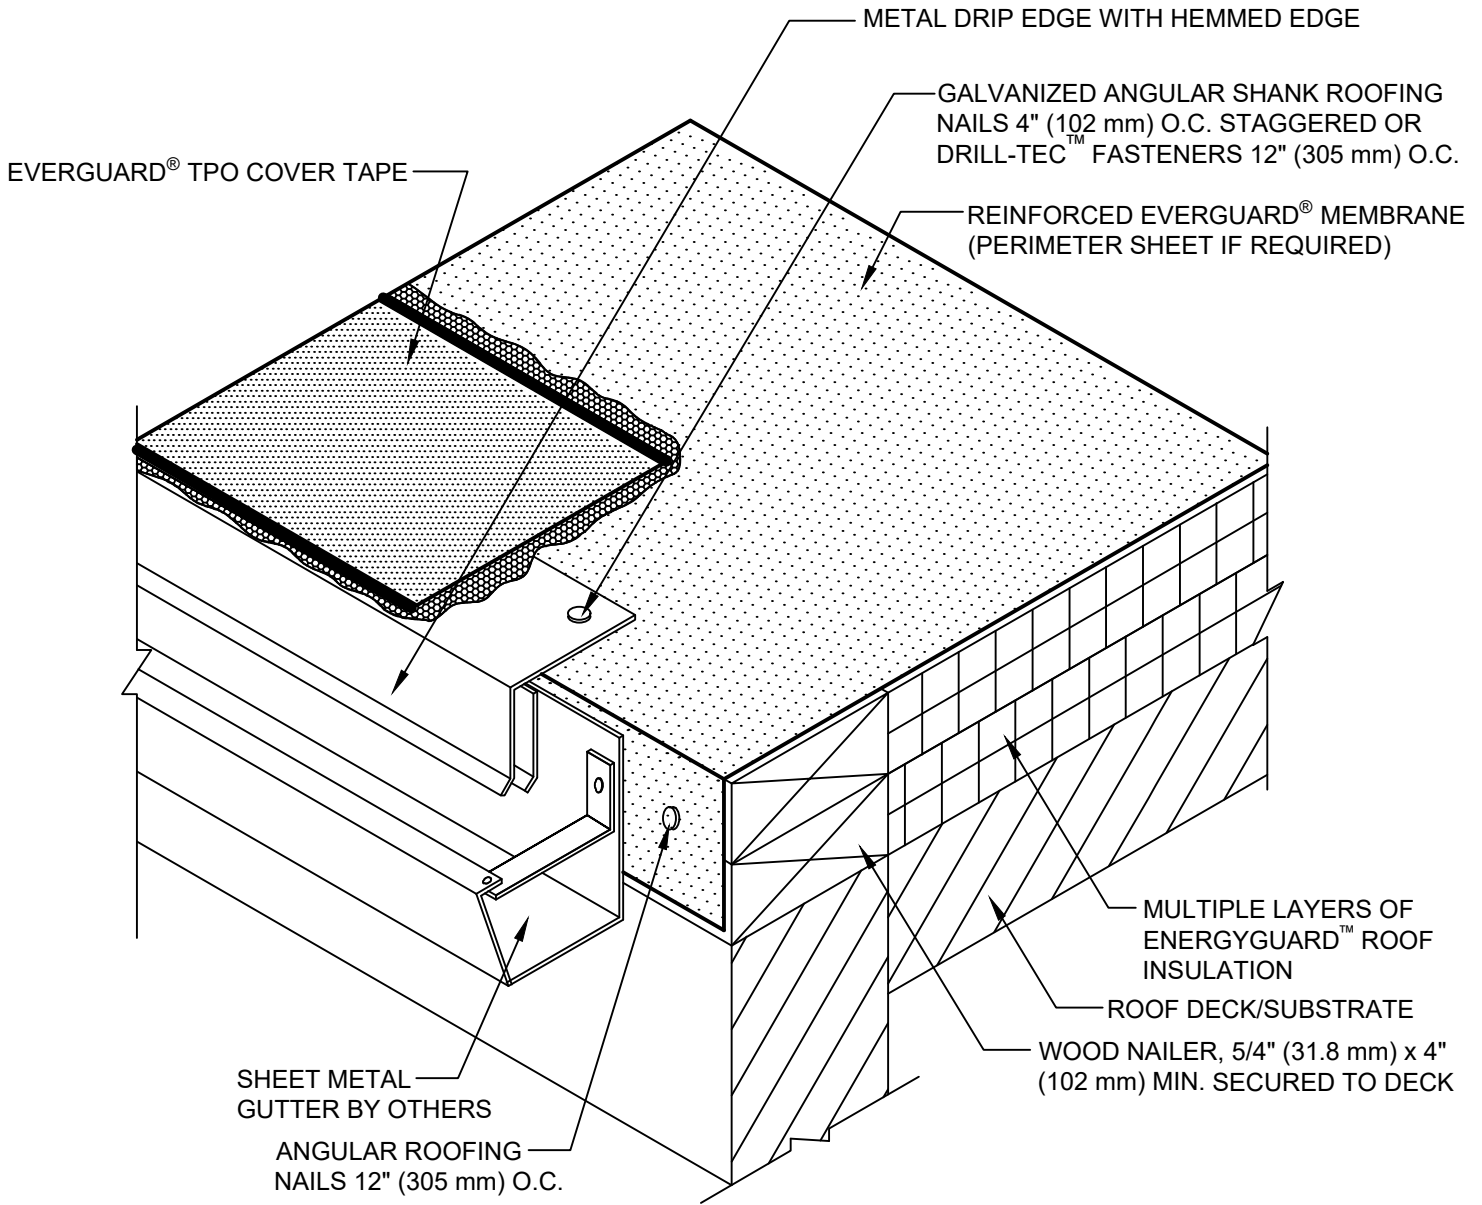 METAL DRIP EDGE WITH HEMMED EDGE
GALVANIZED ANGULAR SHANK ROOFING
NAILS 4" (102 mm) O.C. STAGGERED OR
DRILL-TEC™ FASTENERS 12" (305 mm) O.C.
EVERGUARD® TPO COVER TAPE
REINFORCED EVERGUARD® MEMBRANE
(PERIMETER SHEET IF REQUIRED)
MULTIPLE LAYERS OF
ENERGYGUARD™ ROOF
INSULATION
ROOF DECK/SUBSTRATE
WOOD NAILER, 5/4" (31.8 mm) x 4"
(102 mm) MIN. SECURED TO DECK
SHEET METAL
GUTTER BY OTHERS
ANGULAR ROOFING
NAILS 12" (305 mm) O.C.